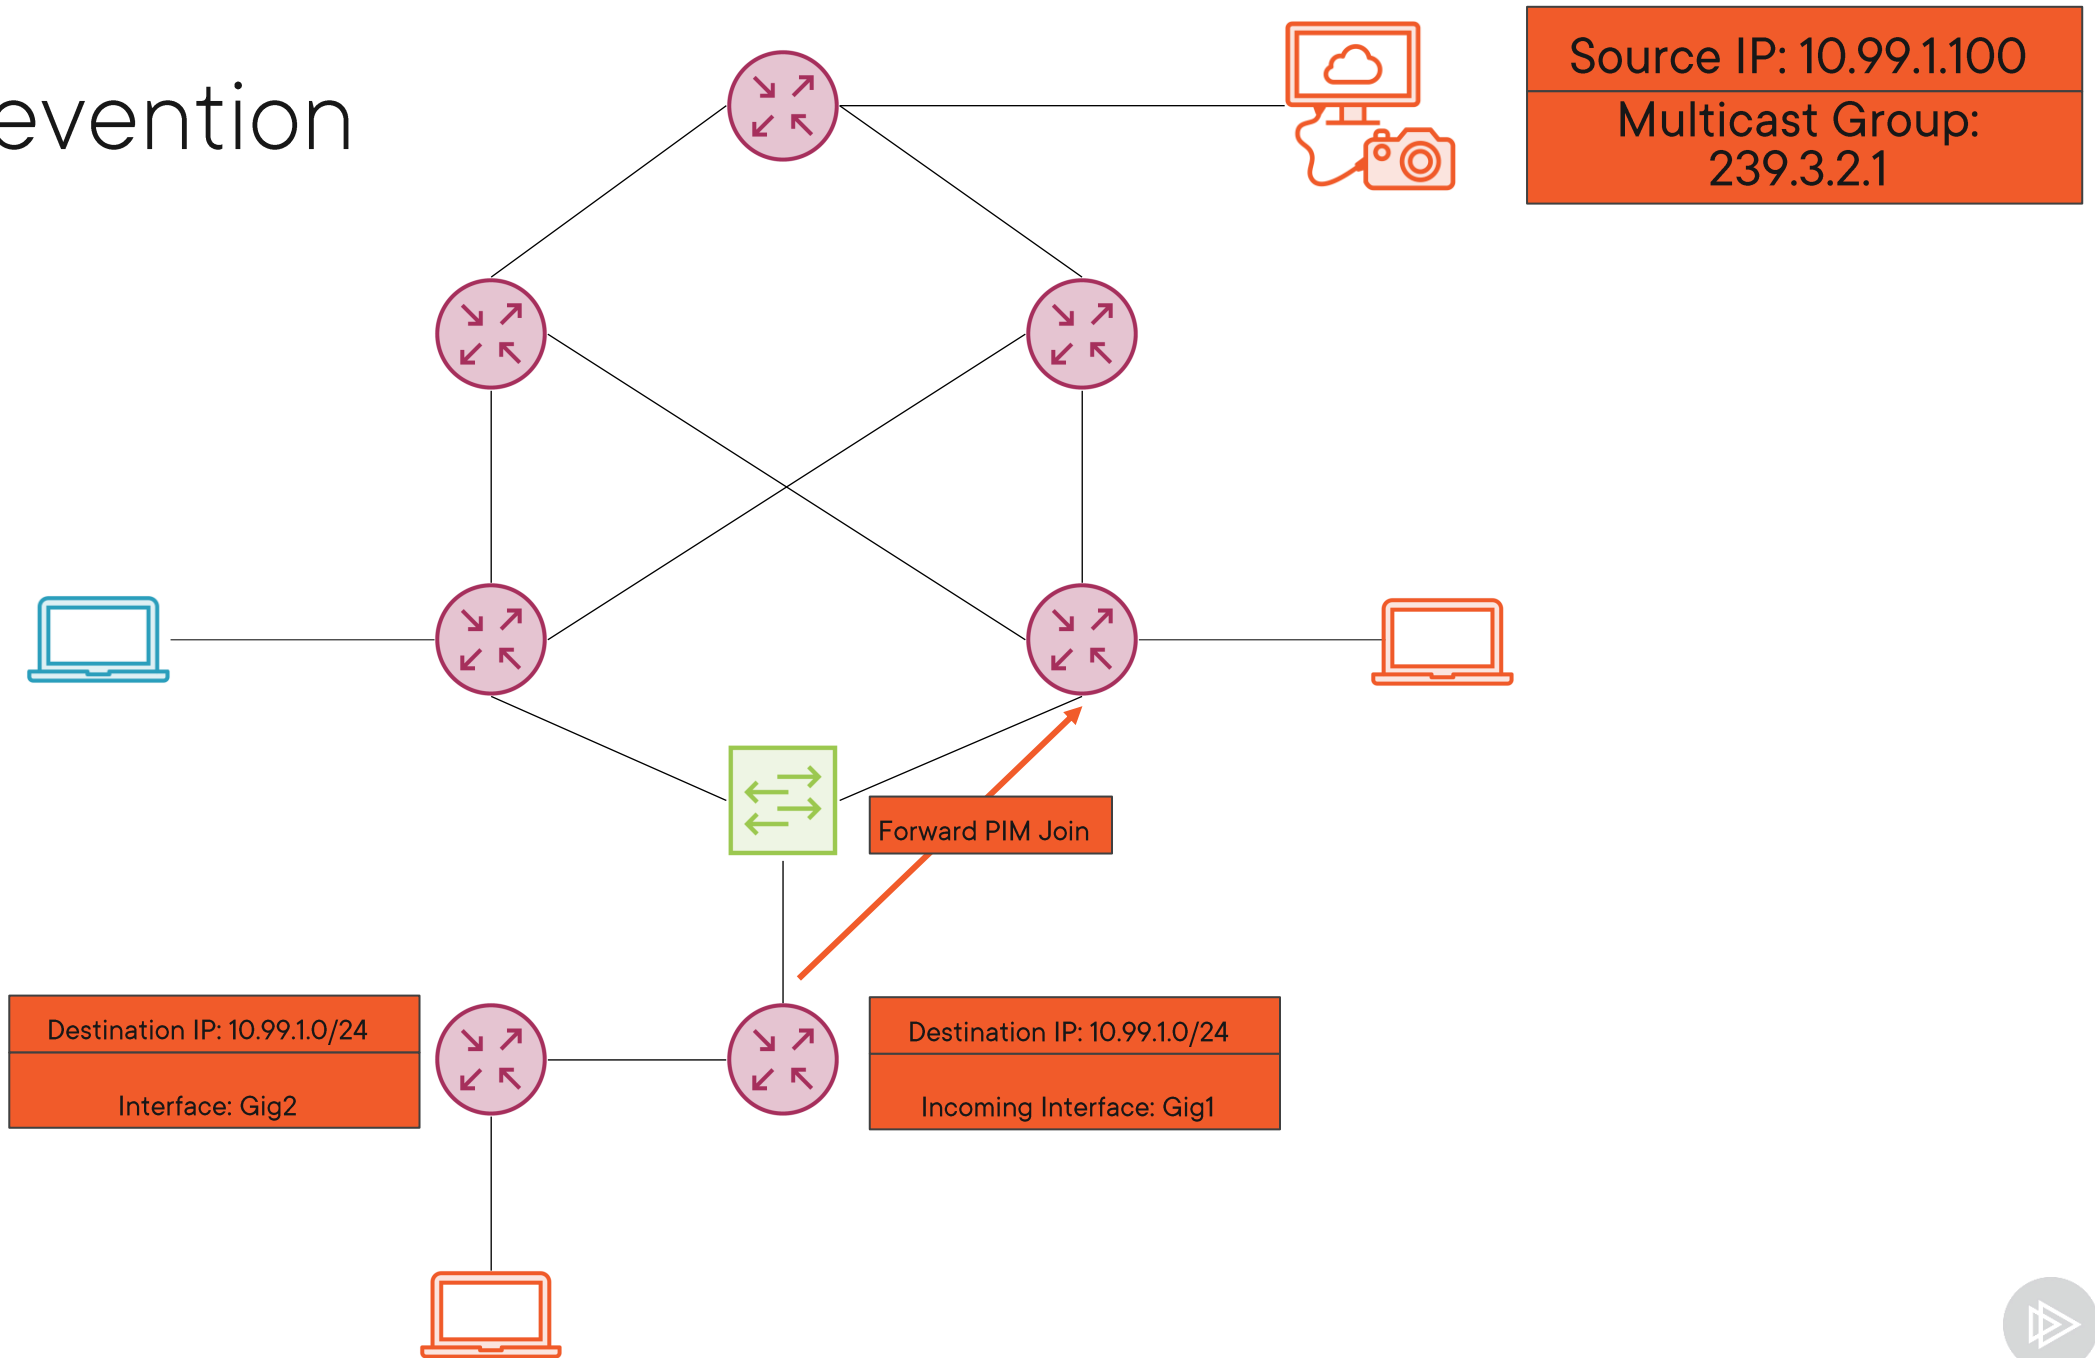 evention
Source IP: 10.99.1.100
Multicast Group:
239.3.2.1
Forward PIM Join
Destination IP: 10.99.1.0/24
Interface: Gig2
Destination IP: 10.99.1.0/24
Incoming Interface: Gig1